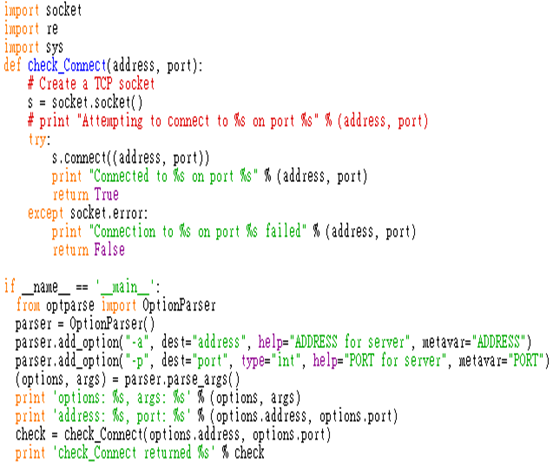 import socket
import re
import sys
def check_Connect(address, port):
    # Create a TCP socket
    s = socket.socket()
    # print "Attempting to connect to %s on port %s" % (address, port)
    try:
        s.connect((address, port))
        print "Connected to %s on port %s" % (address, port)
        return True
    except socket.error:
        print "Connection to %s on port %s failed" % (address, port)
        return False

if __name__ == '__main__':
  from optparse import OptionParser
  parser = OptionParser()
  parser.add_option("-a", dest="address", help="ADDRESS for server", metavar="ADDRESS")
  parser.add_option("-p", dest="port", type="int", help="PORT for server", metavar="PORT")
  (options, args) = parser.parse_args()
  print 'options: %s, args: %s' % (options, args)
  print 'address: %s, port: %s' % (options.address, options.port)
  check = check_Connect(options.address, options.port)
  print 'check_Connect returned %s' % check